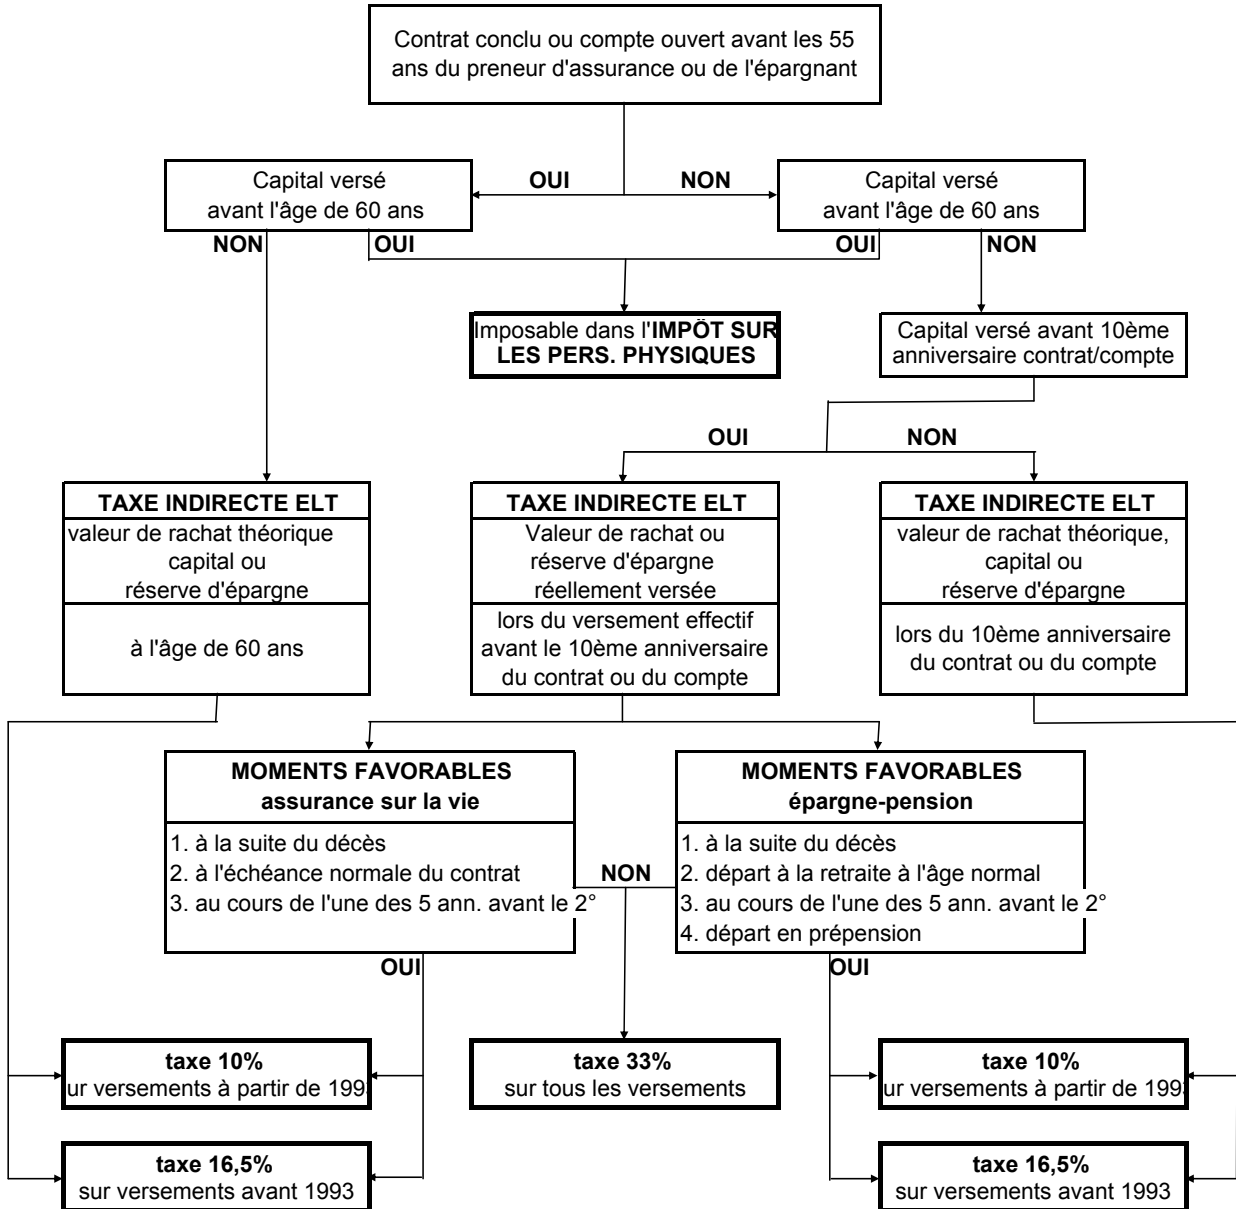 Contrat conclu ou compte ouvert avant les 55
ans du preneur d'assurance ou de l'épargnant
Capital versé
avant l'âge de 60 ans
OUI
NON
Capital versé
avant l'âge de 60 ans
NON
OUI
OUI
NON
Imposable dans l'IMPÖT SUR
LES PERS. PHYSIQUES
Capital versé avant 10ème
anniversaire contrat/compte
OUI
NON
TAXE INDIRECTE ELT
valeur de rachat théorique
capital ou
réserve d'épargne
à l'âge de 60 ans
TAXE INDIRECTE ELT
Valeur de rachat ou
réserve d'épargne
réellement versée
lors du versement effectif
avant le 10ème anniversaire
du contrat ou du compte
TAXE INDIRECTE ELT
valeur de rachat théorique,
capital ou
réserve d'épargne
lors du 10ème anniversaire
du contrat ou du compte
MOMENTS FAVORABLES
assurance sur la vie
1. à la suite du décès
2. à l'échéance normale du contrat
3. au cours de l'une des 5 ann. avant le 2°
NON
MOMENTS FAVORABLES
épargne-pension
1. à la suite du décès
2. départ à la retraite à l'âge normal
3. au cours de l'une des 5 ann. avant le 2°
4. départ en prépension
OUI
OUI
taxe 10%
ur versements à partir de 199
taxe 33%
sur tous les versements
taxe 10%
ur versements à partir de 199
taxe 16,5%
sur versements avant 1993
taxe 16,5%
sur versements avant 1993